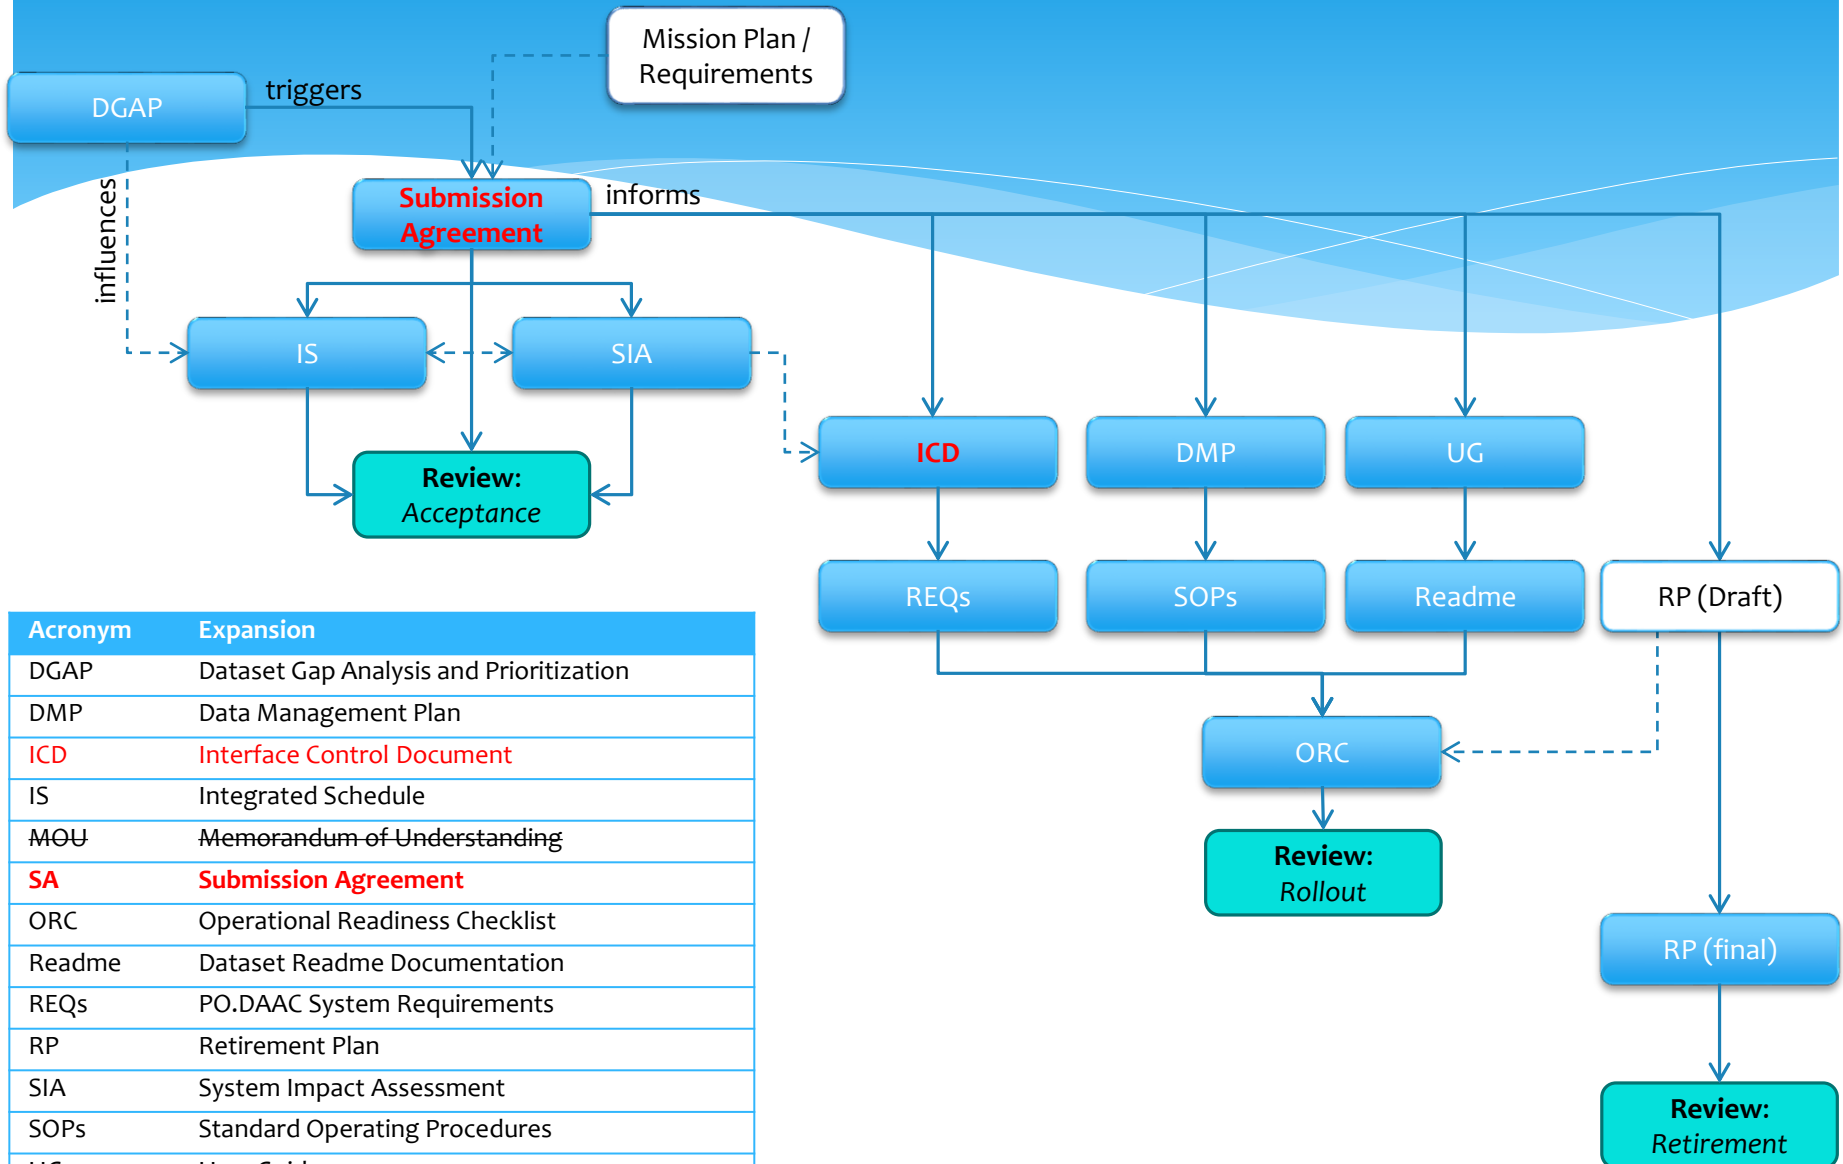 Mission Plan /
Requirements
DGAP
triggers
influences
Submission
Agreement
informs
IS
SIA
ICD
DMP
UG
Review:
Acceptance
REQs
SOPs
Readme
RP (Draft)
ORC
Review:
Rollout
RP (final)
Review:
Retirement
Acronym Expansion
DGAP Dataset Gap Analysis and Prioritization
DMP Data Management Plan
ICD Interface Control Document
IS Integrated Schedule
MOU Memorandum of Understanding
SA Submission Agreement
ORC Operational Readiness Checklist
Readme Dataset Readme Documentation
REQs PO.DAAC System Requirements
RP Retirement Plan
SIA System Impact Assessment
SOPs Standard Operating Procedures